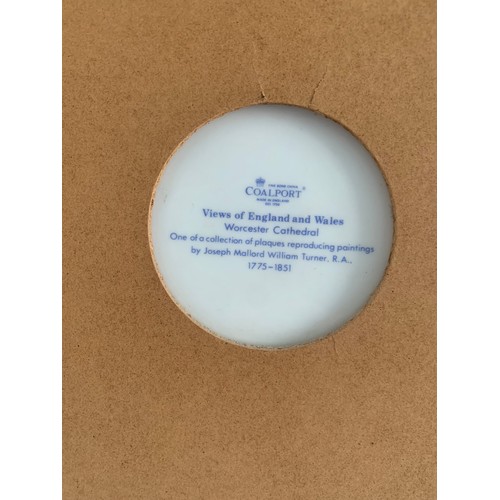 COALPORT
MADE IN ENGLAND
Views of England and Wales
Worcester Cathedral
One of a collection of plaques reproducing paintings
by Joseph Mallord William Turner, R.A.,
1775–1851